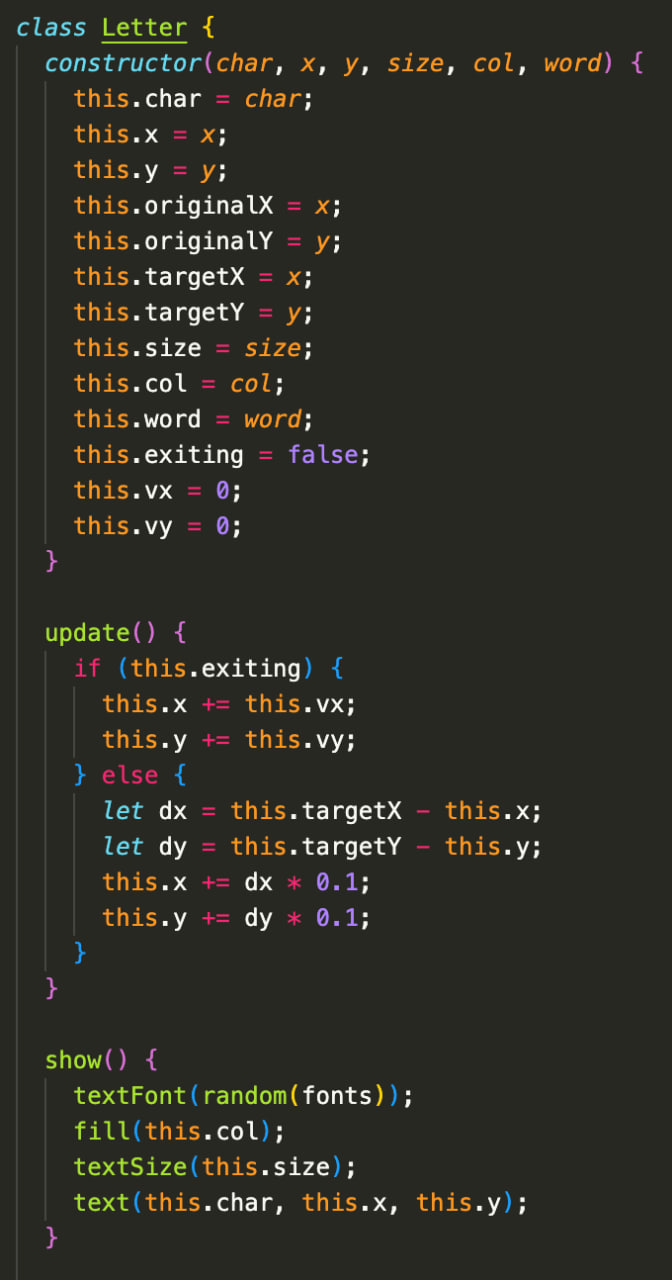 class Letter {
  constructor(char, x, y, size, col, word) {
    this.char = char;
    this.x = x;
    this.y = y;
    this.originalX = x;
    this.originalY = y;
    this.targetX = x;
    this.targetY = y;
    this.size = size;
    this.col = col;
    this.word = word;
    this.exiting = false;
    this.vx = 0;
    this.vy = 0;
  }

  update() {
    if (this.exiting) {
      this.x += this.vx;
      this.y += this.vy;
    } else {
      let dx = this.targetX - this.x;
      let dy = this.targetY - this.y;
      this.x += dx * 0.1;
      this.y += dy * 0.1;
    }
  }

  show() {
    textFont(random(fonts));
    fill(this.col);
    textSize(this.size);
    text(this.char, this.x, this.y);
  }